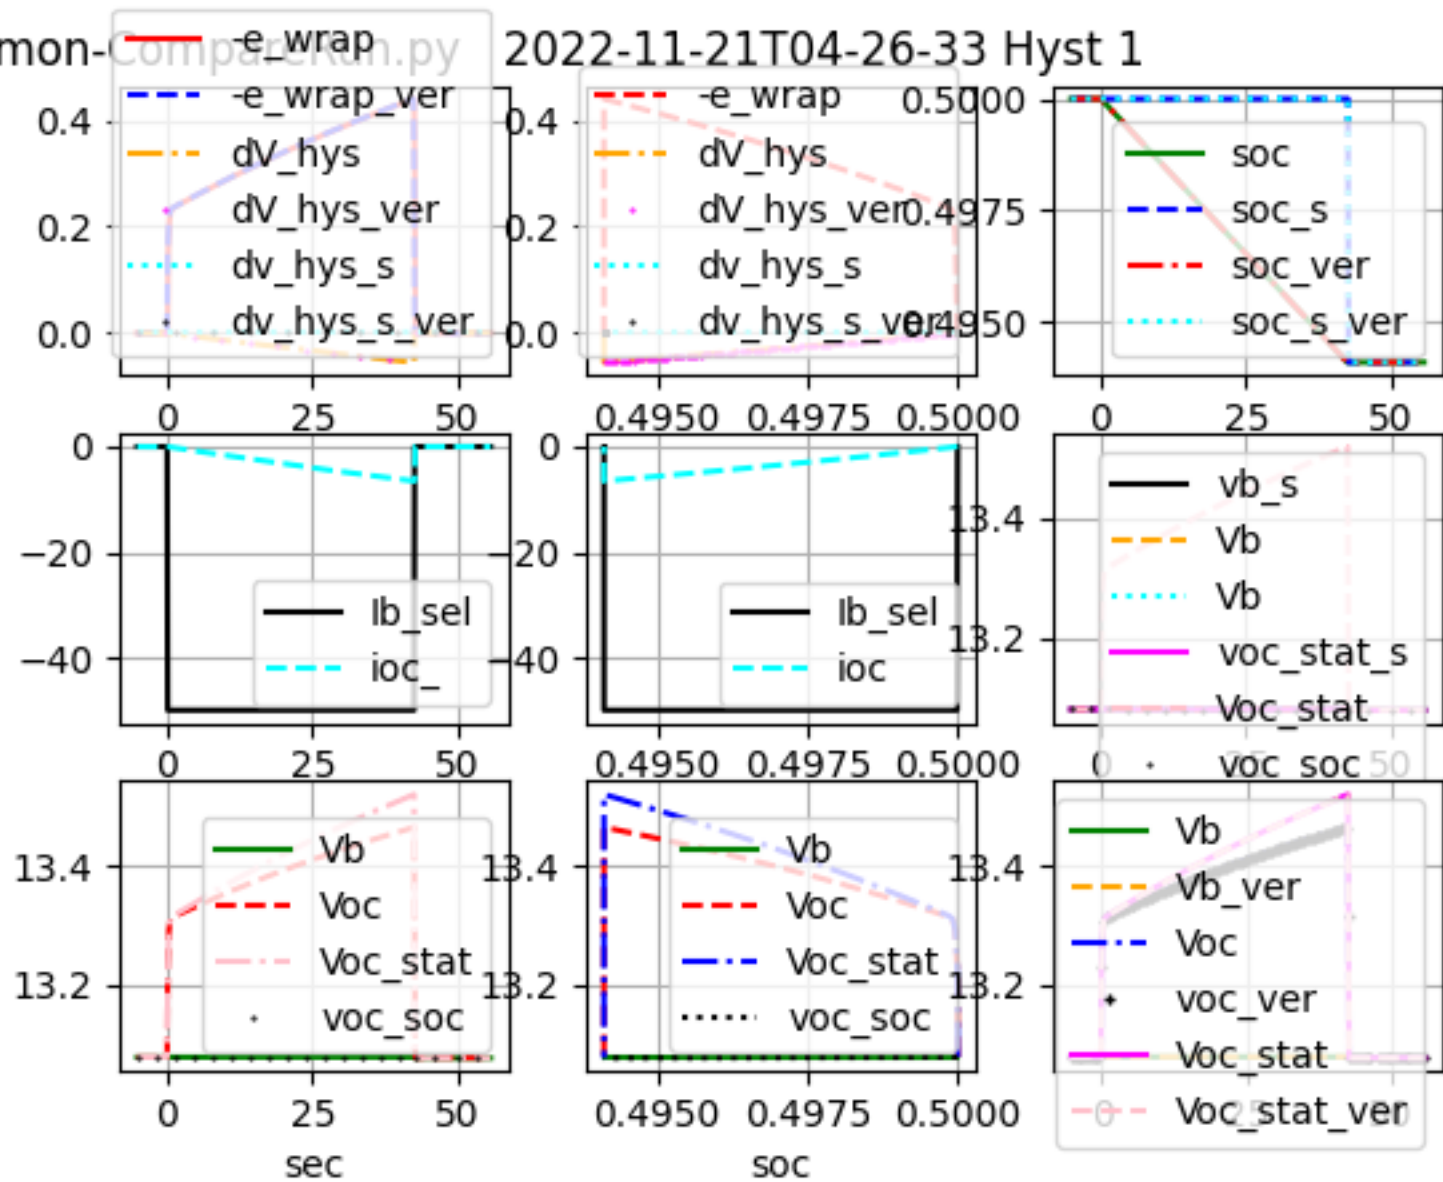 mon-CompareRun.py 2022-11-21T04-26-33 Hyst 1
-e_wrap
-e_wrap_ver
dV_hys
dV_hys_ver
dv_hys_s
dv_hys_s_ver
0.4
0.2
0.0
0 25 50
-e_wrap
dV_hys
dV_hys_ver
dv_hys_s
dv_hys_s_ver
0.4
0.2
0.0
0.4950 0.4975 0.5000
soc
soc_s
soc_ver
soc_s_ver
0.5000
0.4975
0.4950
0 25 50
0
−20
−40
Ib_sel
ioc_
0 25 50
0
−20
−40
Ib_sel
ioc
0.4950 0.4975 0.5000
13.4
13.2
vb_s
Vb
Vb
voc_stat_s
Voc_stat
voc_soc
0 25 50
13.4
13.2
Vb
Voc
Voc_stat
voc_soc
0 25 50
sec
13.4
13.2
Vb
Voc
Voc_stat
voc_soc
0.4950 0.4975 0.5000
soc
13.4
13.2
Vb
Vb_ver
Voc
voc_ver
Voc_stat
Voc_stat_ver
0 25 50